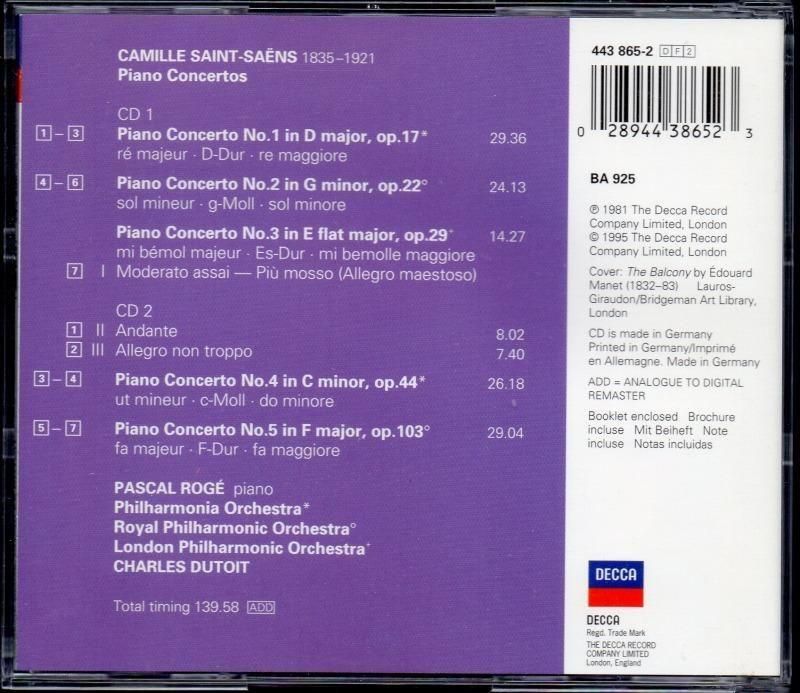 CAMILLE SAINT-SAËNS 1835–1921
Piano Concertos
CD 1
1 – 3 Piano Concerto No.1 in D major, op.17* 29.36
ré majeur · D-Dur · re maggiore
4 – 6 Piano Concerto No.2 in G minor, op.22° 24.13
sol mineur · g-Moll · sol minore
Piano Concerto No.3 in E flat major, op.29+ 14.27
mi bémol majeur · Es-Dur · mi bemolle maggiore
7 I Moderato assai — Più mosso (Allegro maestoso)
CD 2
1 II Andante 8.02
2 III Allegro non troppo 7.40
3 – 4 Piano Concerto No.4 in C minor, op.44* 26.18
ut mineur · c-Moll · do minore
5 – 7 Piano Concerto No.5 in F major, op.103° 29.04
fa majeur · F-Dur · fa maggiore
PASCAL ROGÉ piano
Philharmonia Orchestra*
Royal Philharmonic Orchestra°
London Philharmonic Orchestra+
CHARLES DUTOIT
Total timing 139.58 ADD
443 865-2 DF2
0 28944 38652 3
BA 925
℗ 1981 The Decca Record
Company Limited, London
© 1995 The Decca Record
Company Limited, London
Cover: The Balcony by Édouard
Manet (1832–83) Lauros-
Giraudon/Bridgeman Art Library,
London
CD is made in Germany
Printed in Germany/Imprimé
en Allemagne. Made in Germany
ADD = ANALOGUE TO DIGITAL
REMASTER
Booklet enclosed Brochure
incluse Mit Beiheft Note
incluse Notas incluidas
DECCA
DECCA
Regd. Trade Mark
THE DECCA RECORD
COMPANY LIMITED
London, England